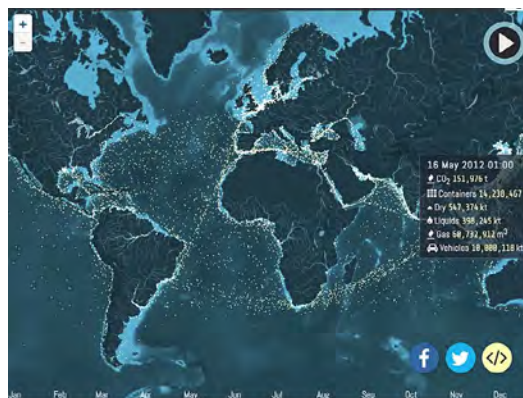 +
−
16 May 2012 01:00
CO₂ 151,976 t
Containers 14,230,467
Dry 547,374 kt
Liquids 390,245 kt
Gas 60,732,912 m³
Vehicles 10,000,110 kt
f
</>
Jan Feb Mar Apr May Jun Jul Aug Sep Oct Nov Dec